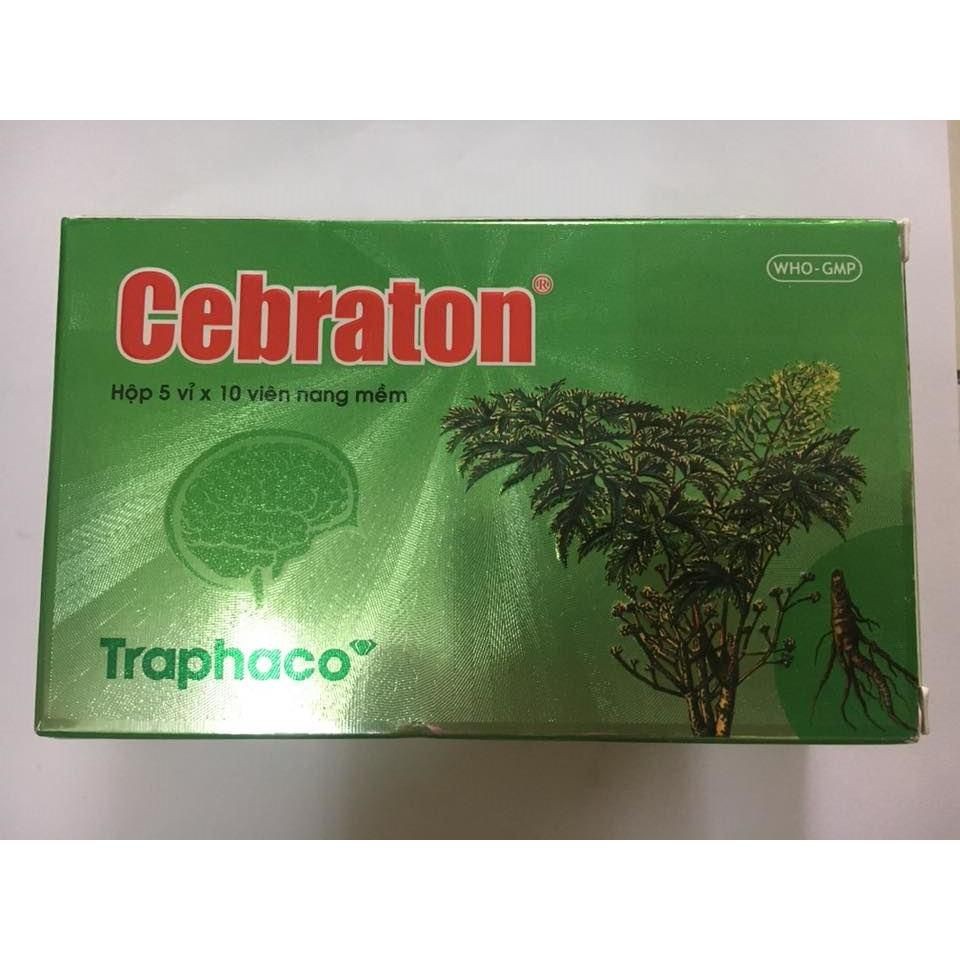 WHO-GMP
Cebraton®
Hộp 5 vỉ x 10 viên nang mềm
Traphaco